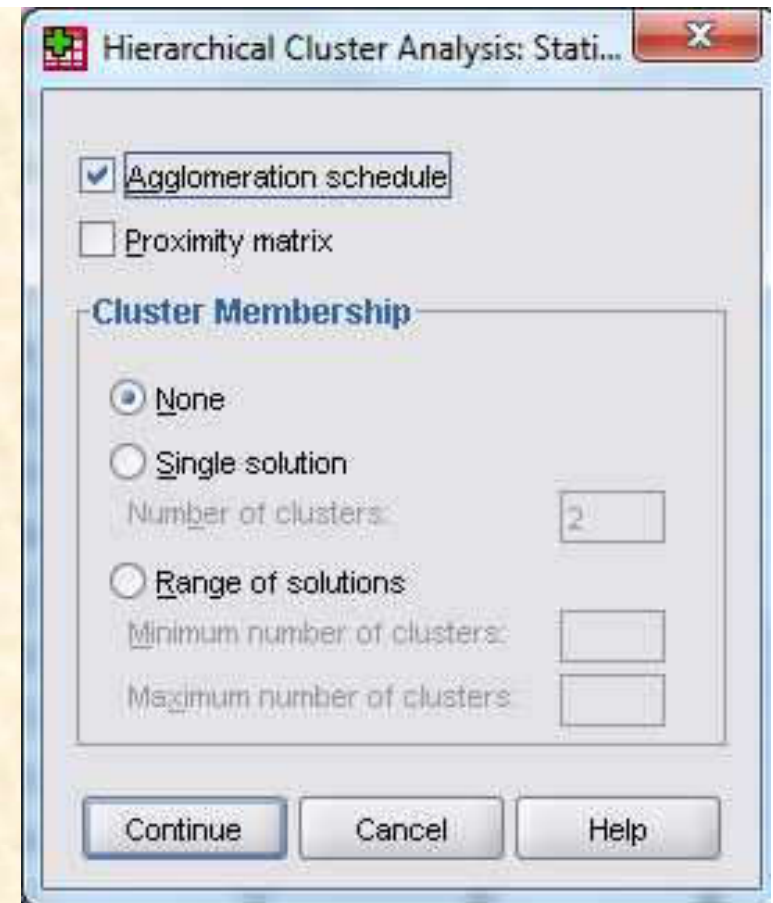 Hierarchical Cluster Analysis: Stati...
Agglomeration schedule
Proximity matrix
Cluster Membership
None
Single solution
Number of clusters: 2
Range of solutions
Minimum number of clusters:
Maximum number of clusters:
Continue Cancel Help